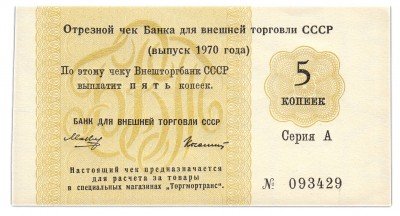 Отрезной чек Банка для внешней торговли СССР
(выпуск 1970 года)
По этому чеку Внешторгбанк СССР
выплатит ПЯТЬ копеек.
БАНК ДЛЯ ВНЕШНЕЙ ТОРГОВЛИ СССР
Настоящий чек предназначается
для расчета за товары
в специальных магазинах „Торгмортранс“.
5
КОПЕЕК
Серия А
№ 093429